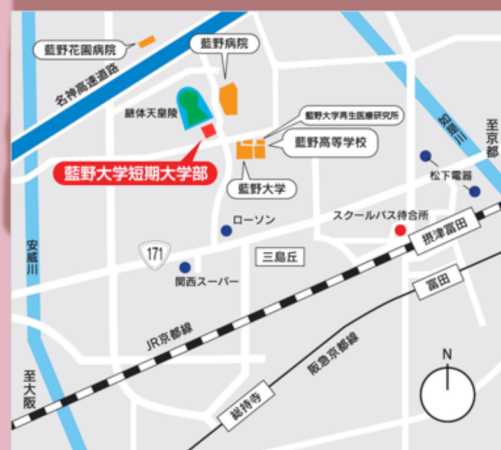 藍野花園病院
藍野病院
名神高速道路
継体天皇陵
藍野大学再生医療研究所
藍野高等学校
如是川
至京都
藍野大学短期大学部
藍野大学
松下電器
安威川
ローソン
スクールバス待合所
171
三島丘
摂津富田
関西スーパー
富田
JR京都線
阪急京都線
N
至大阪
総持寺